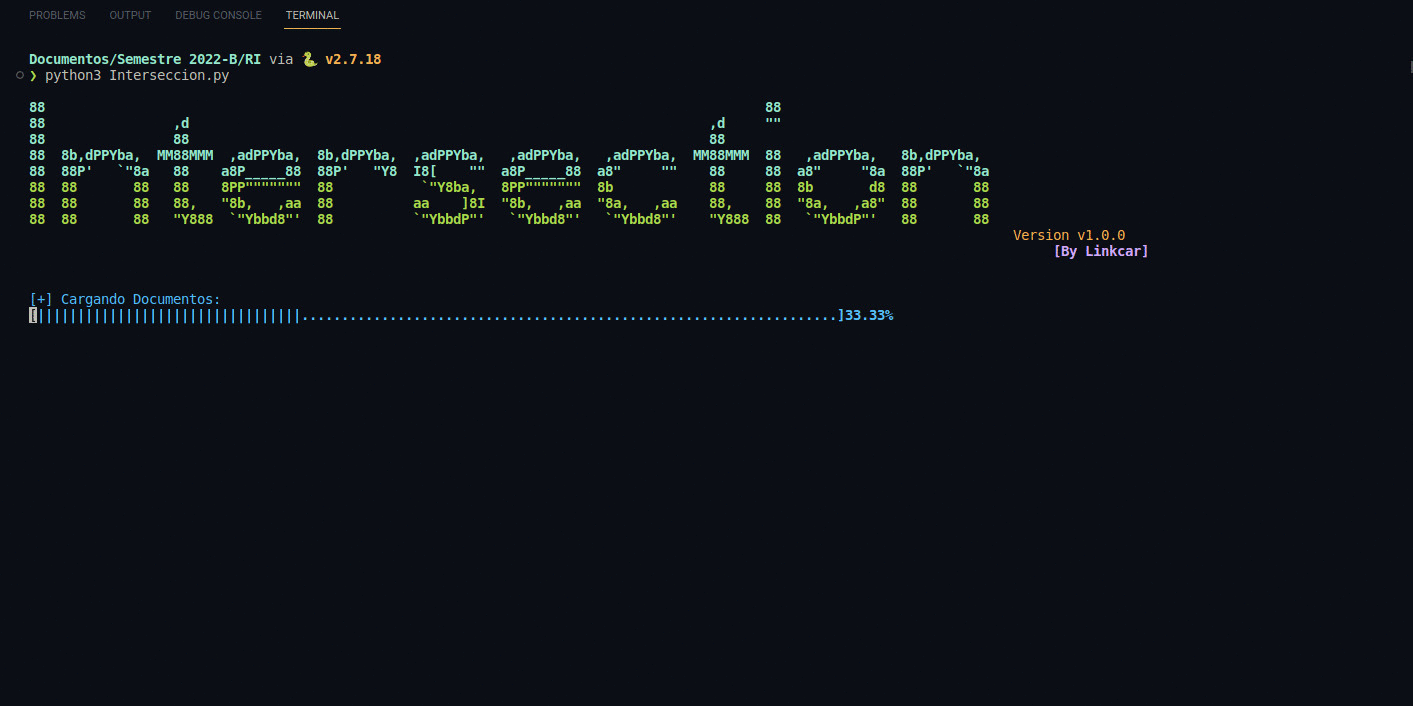 PROBLEMS OUTPUT DEBUG CONSOLE TERMINAL
Documentos/Semestre 2022-B/RI via 🐍 v2.7.18
❯ python3 Interseccion.py
88                                                                                          88
88                ,d                                                                 ,d     ""
88                88                                                                 88
88  8b,dPPYba,  MM88MMM  ,adPPYba,  8b,dPPYba,  ,adPPYba,   ,adPPYba,   ,adPPYba,  MM88MMM  88   ,adPPYba,   8b,dPPYba,
88  88P'   `"8a   88    a8P_____88  88P'   "Y8  I8[    ""  a8P_____88  a8"     ""    88     88  a8"     "8a  88P'   `"8a
88  88       88   88    8PP"""""""  88           `"Y8ba,   8PP"""""""  8b            88     88  8b       d8  88       88
88  88       88   88,   "8b,   ,aa  88          aa    ]8I  "8b,   ,aa  "8a,   ,aa    88,    88  "8a,   ,a8"  88       88
88  88       88   "Y888  `"Ybbd8"'  88          `"YbbdP"'   `"Ybbd8"'   `"Ybbd8"'    "Y888  88   `"YbbdP"'   88       88
Version v1.0.0
[By Linkcar]
[+] Cargando Documentos:
[|||||||||||||||||||||||||||||||||...................................................................]33.33%